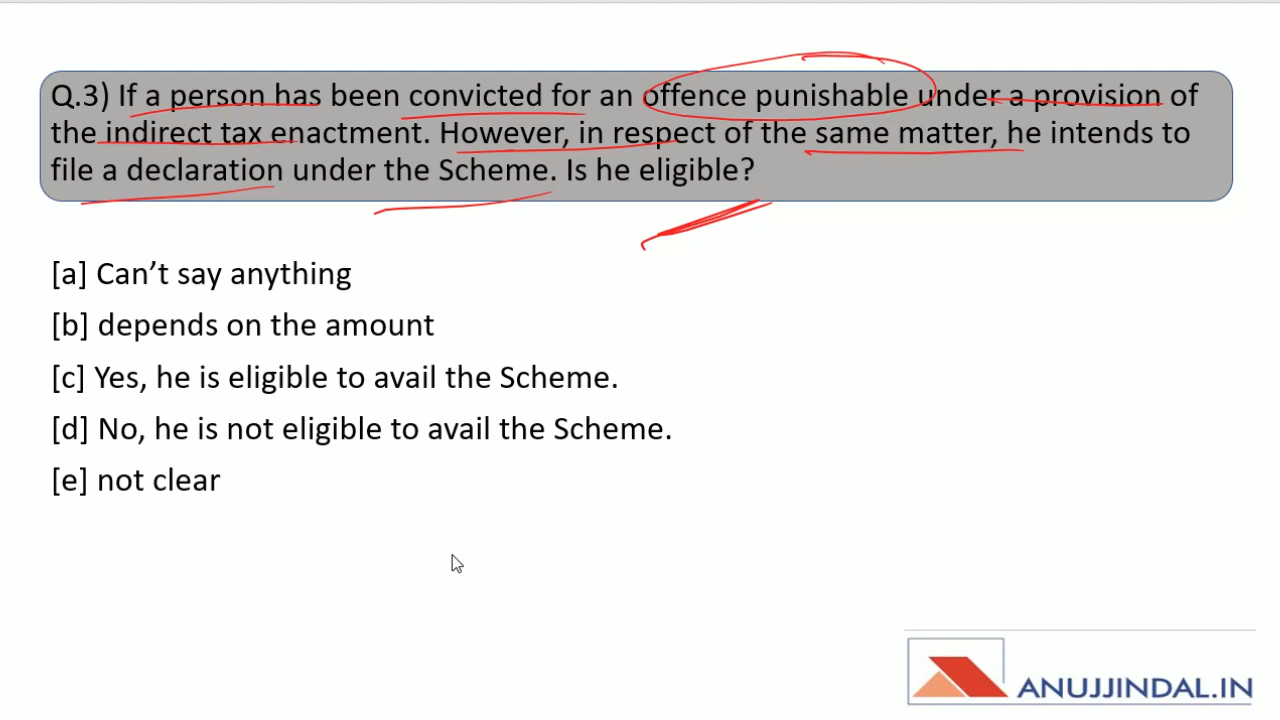 Q.3) If a person has been convicted for an offence punishable under a provision of
the indirect tax enactment. However, in respect of the same matter, he intends to
file a declaration under the Scheme. Is he eligible?
[a] Can’t say anything
[b] depends on the amount
[c] Yes, he is eligible to avail the Scheme.
[d] No, he is not eligible to avail the Scheme.
[e] not clear
ANUJJINDAL.IN